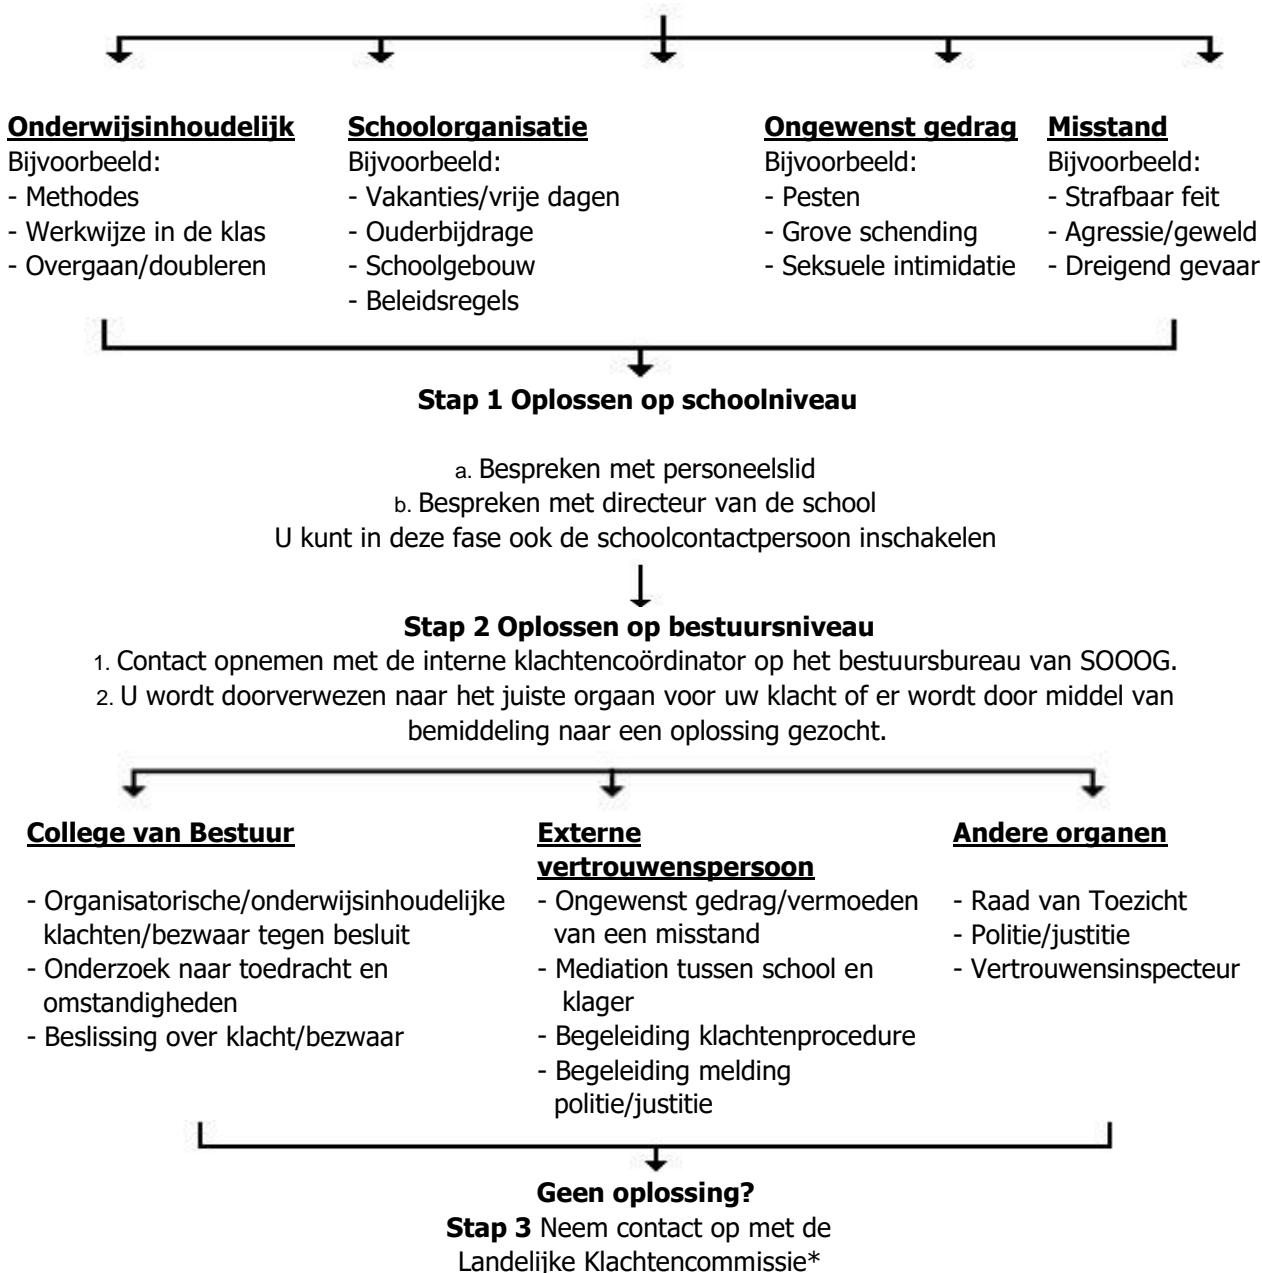 Onderwijsinhoudelijk
Bijvoorbeeld:
- Methodes
- Werkwijze in de klas
- Overgaan/doubleren
Schoolorganisatie
Bijvoorbeeld:
- Vakanties/vrije dagen
- Ouderbijdrage
- Schoolgebouw
- Beleidsregels
Ongewenst gedrag
Bijvoorbeeld:
- Pesten
- Grove schending
- Seksuele intimidatie
Misstand
Bijvoorbeeld:
- Strafbaar feit
- Agressie/geweld
- Dreigend gevaar
Stap 1 Oplossen op schoolniveau
a. Bespreken met personeelslid
b. Bespreken met directeur van de school
U kunt in deze fase ook de schoolcontactpersoon inschakelen
Stap 2 Oplossen op bestuursniveau
1. Contact opnemen met de interne klachtencoördinator op het bestuursbureau van SOOOG.
2. U wordt doorverwezen naar het juiste orgaan voor uw klacht of er wordt door middel van
bemiddeling naar een oplossing gezocht.
College van Bestuur
- Organisatorische/onderwijsinhoudelijke
klachten/bezwaar tegen besluit
- Onderzoek naar toedracht en
omstandigheden
- Beslissing over klacht/bezwaar
Externe
vertrouwenspersoon
- Ongewenst gedrag/vermoeden
van een misstand
- Mediation tussen school en
klager
- Begeleiding klachtenprocedure
- Begeleiding melding
politie/justitie
Andere organen
- Raad van Toezicht
- Politie/justitie
- Vertrouwensinspecteur
Geen oplossing?
Stap 3 Neem contact op met de
Landelijke Klachtencommissie*